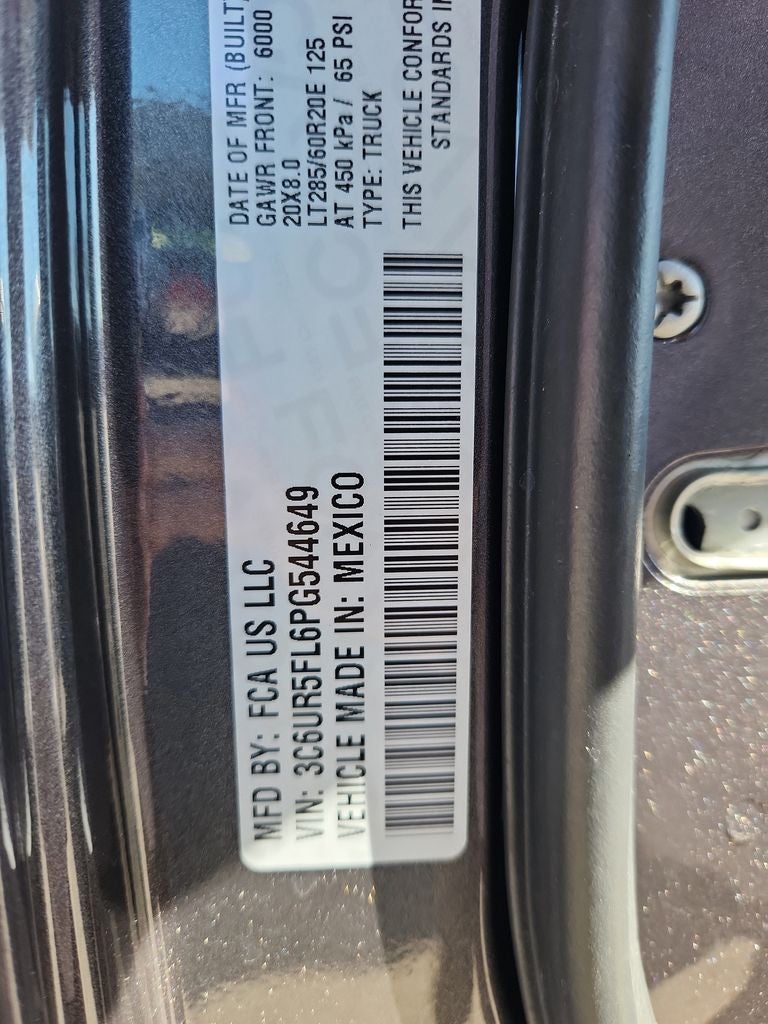 MFD BY: FCA US LLC
VIN: 3C6UR5FL6PG544649
VEHICLE MADE IN: MEXICO
DATE OF MFR (BUILT)
GAWR FRONT: 6000
20X8.0
LT285/60R20E 125
AT 450 kPa / 65 PSI
TYPE: TRUCK
THIS VEHICLE CONFOR
STANDARDS I